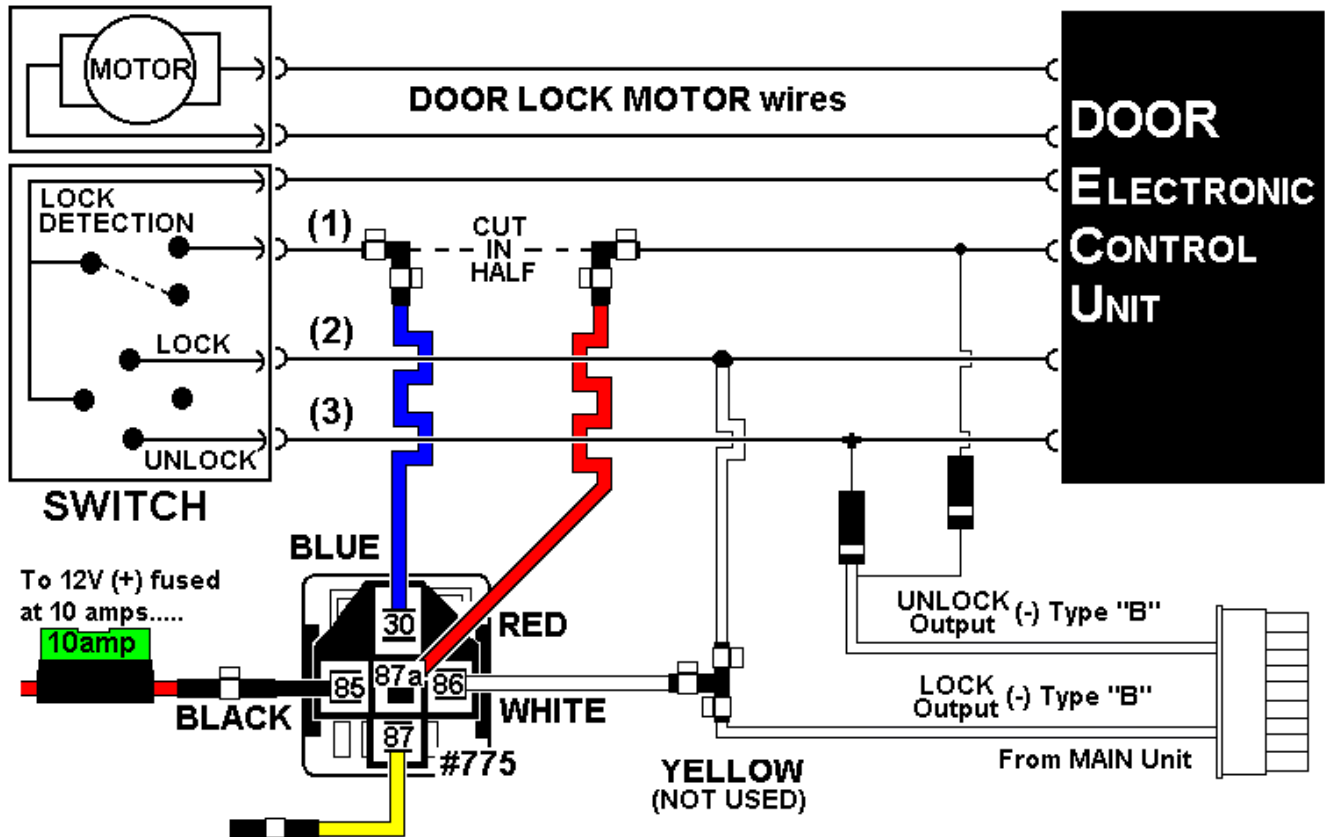 MOTOR
DOOR LOCK MOTOR wires
DOOR
ELECTRONIC
CONTROL
UNIT
LOCK
DETECTION
(1)
CUT
IN
HALF
(2)
LOCK
(3)
UNLOCK
SWITCH
BLUE
To 12V (+) fused
at 10 amps.....
10amp
30
RED
85
87a
86
BLACK
WHITE
87
#775
UNLOCK (-) Type "B"
Output
LOCK (-) Type "B"
Output
From MAIN Unit
YELLOW
(NOT USED)